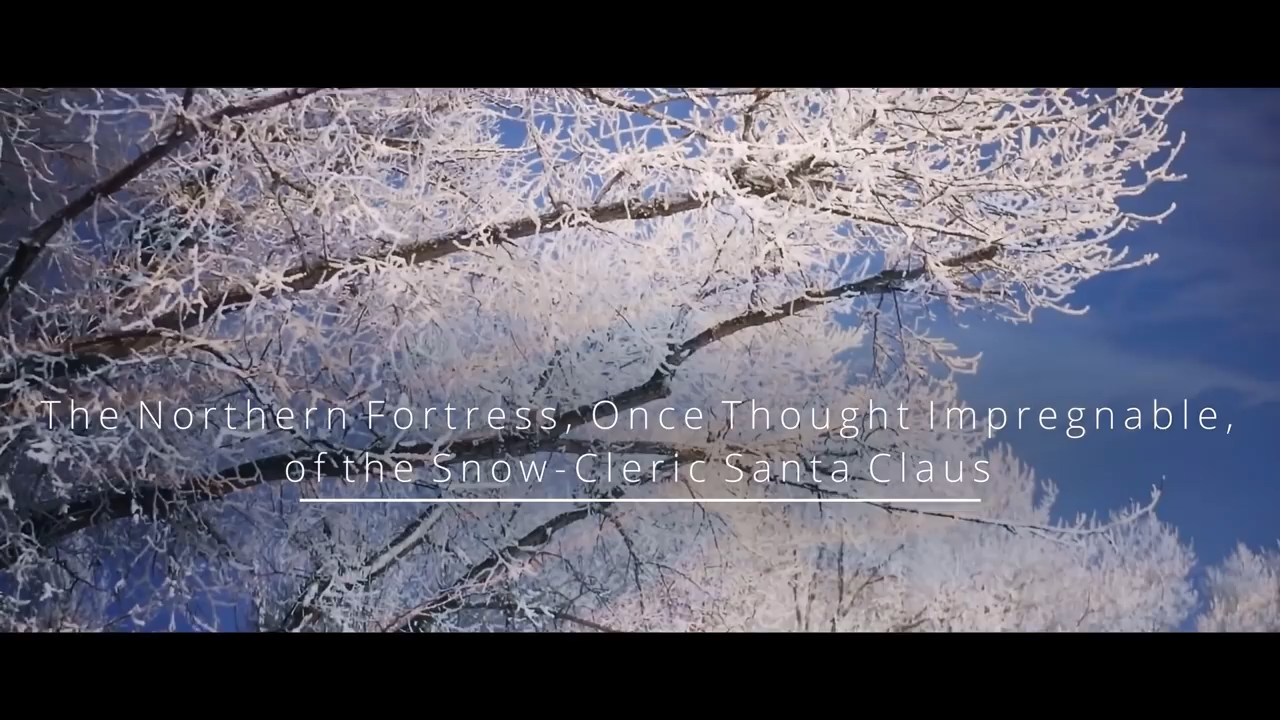 The Northern Fortress, Once Thought Impregnable,
of the Snow-Cleric Santa Claus